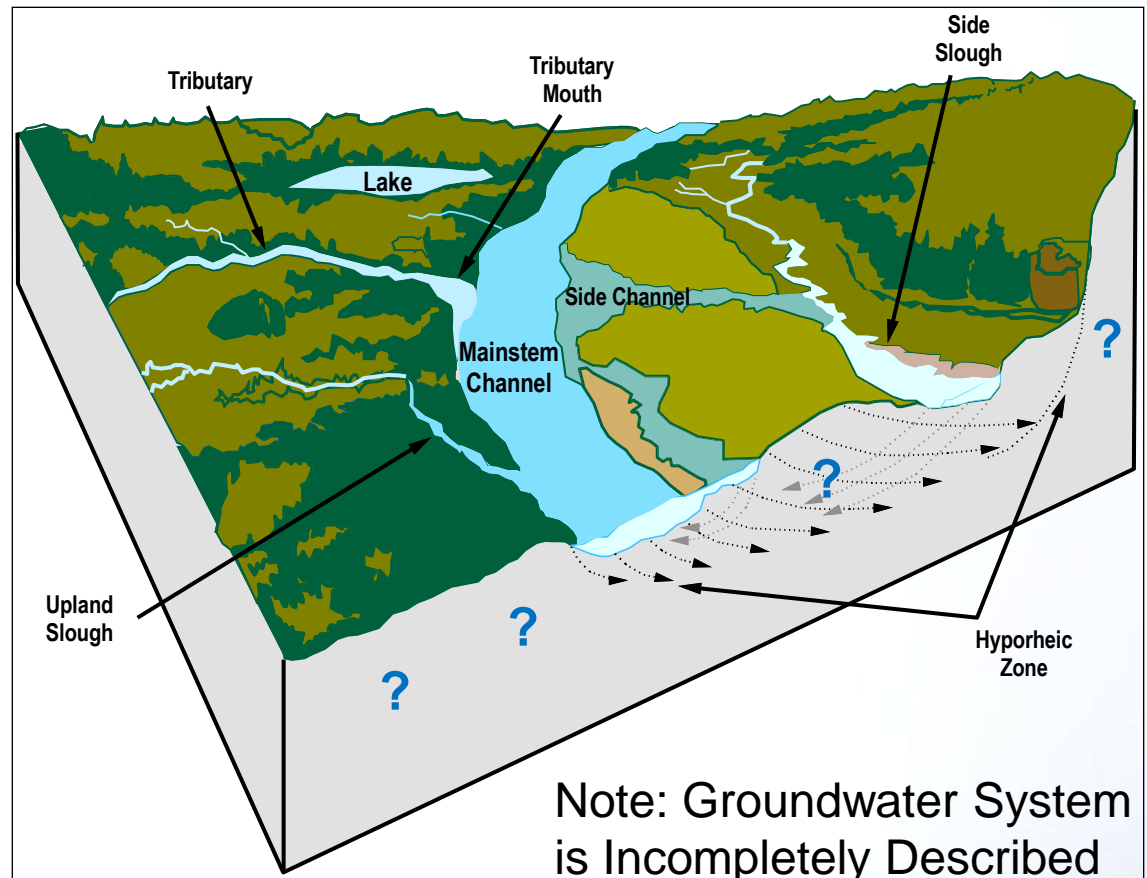 Side
Slough
Tributary
Mouth
Tributary
Lake
Side Channel
Mainstem
Channel
?
?
Upland
Slough
?
?
Hyporheic
Zone
Note: Groundwater System
is Incompletely Described